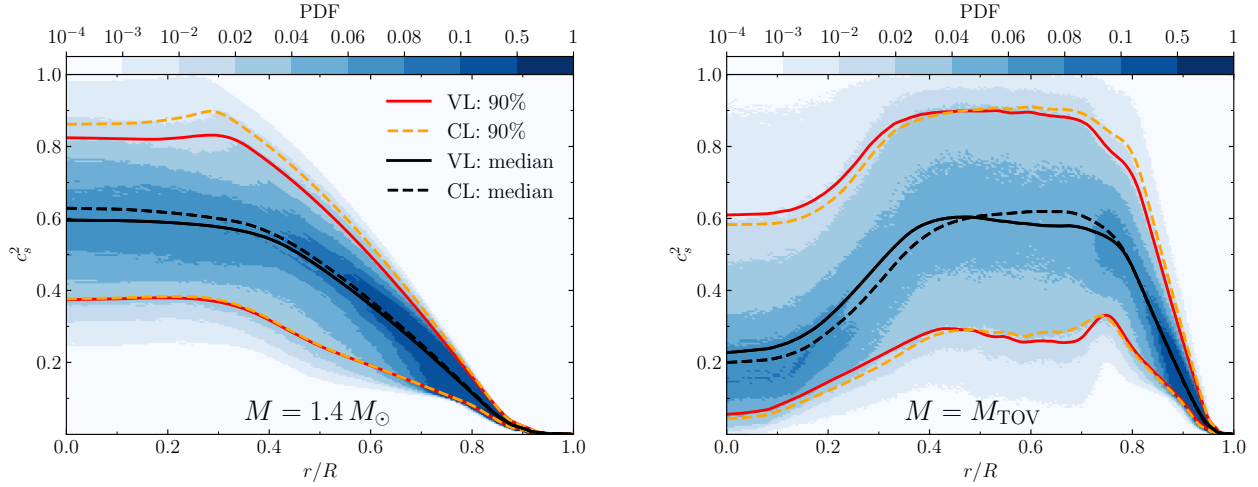 PDF
10⁻⁴ 10⁻³ 10⁻² 0.02 0.04 0.06 0.08 0.1 0.5 1
1.0
0.8
0.6
0.4
0.2
c_s²
VL: 90%
CL: 90%
VL: median
CL: median
M = 1.4 M⊙
0.0 0.2 0.4 0.6 0.8 1.0
r/R
PDF
10⁻⁴ 10⁻³ 10⁻² 0.02 0.04 0.06 0.08 0.1 0.5 1
1.0
0.8
0.6
0.4
0.2
c_s²
M = M_TOV
0.0 0.2 0.4 0.6 0.8 1.0
r/R